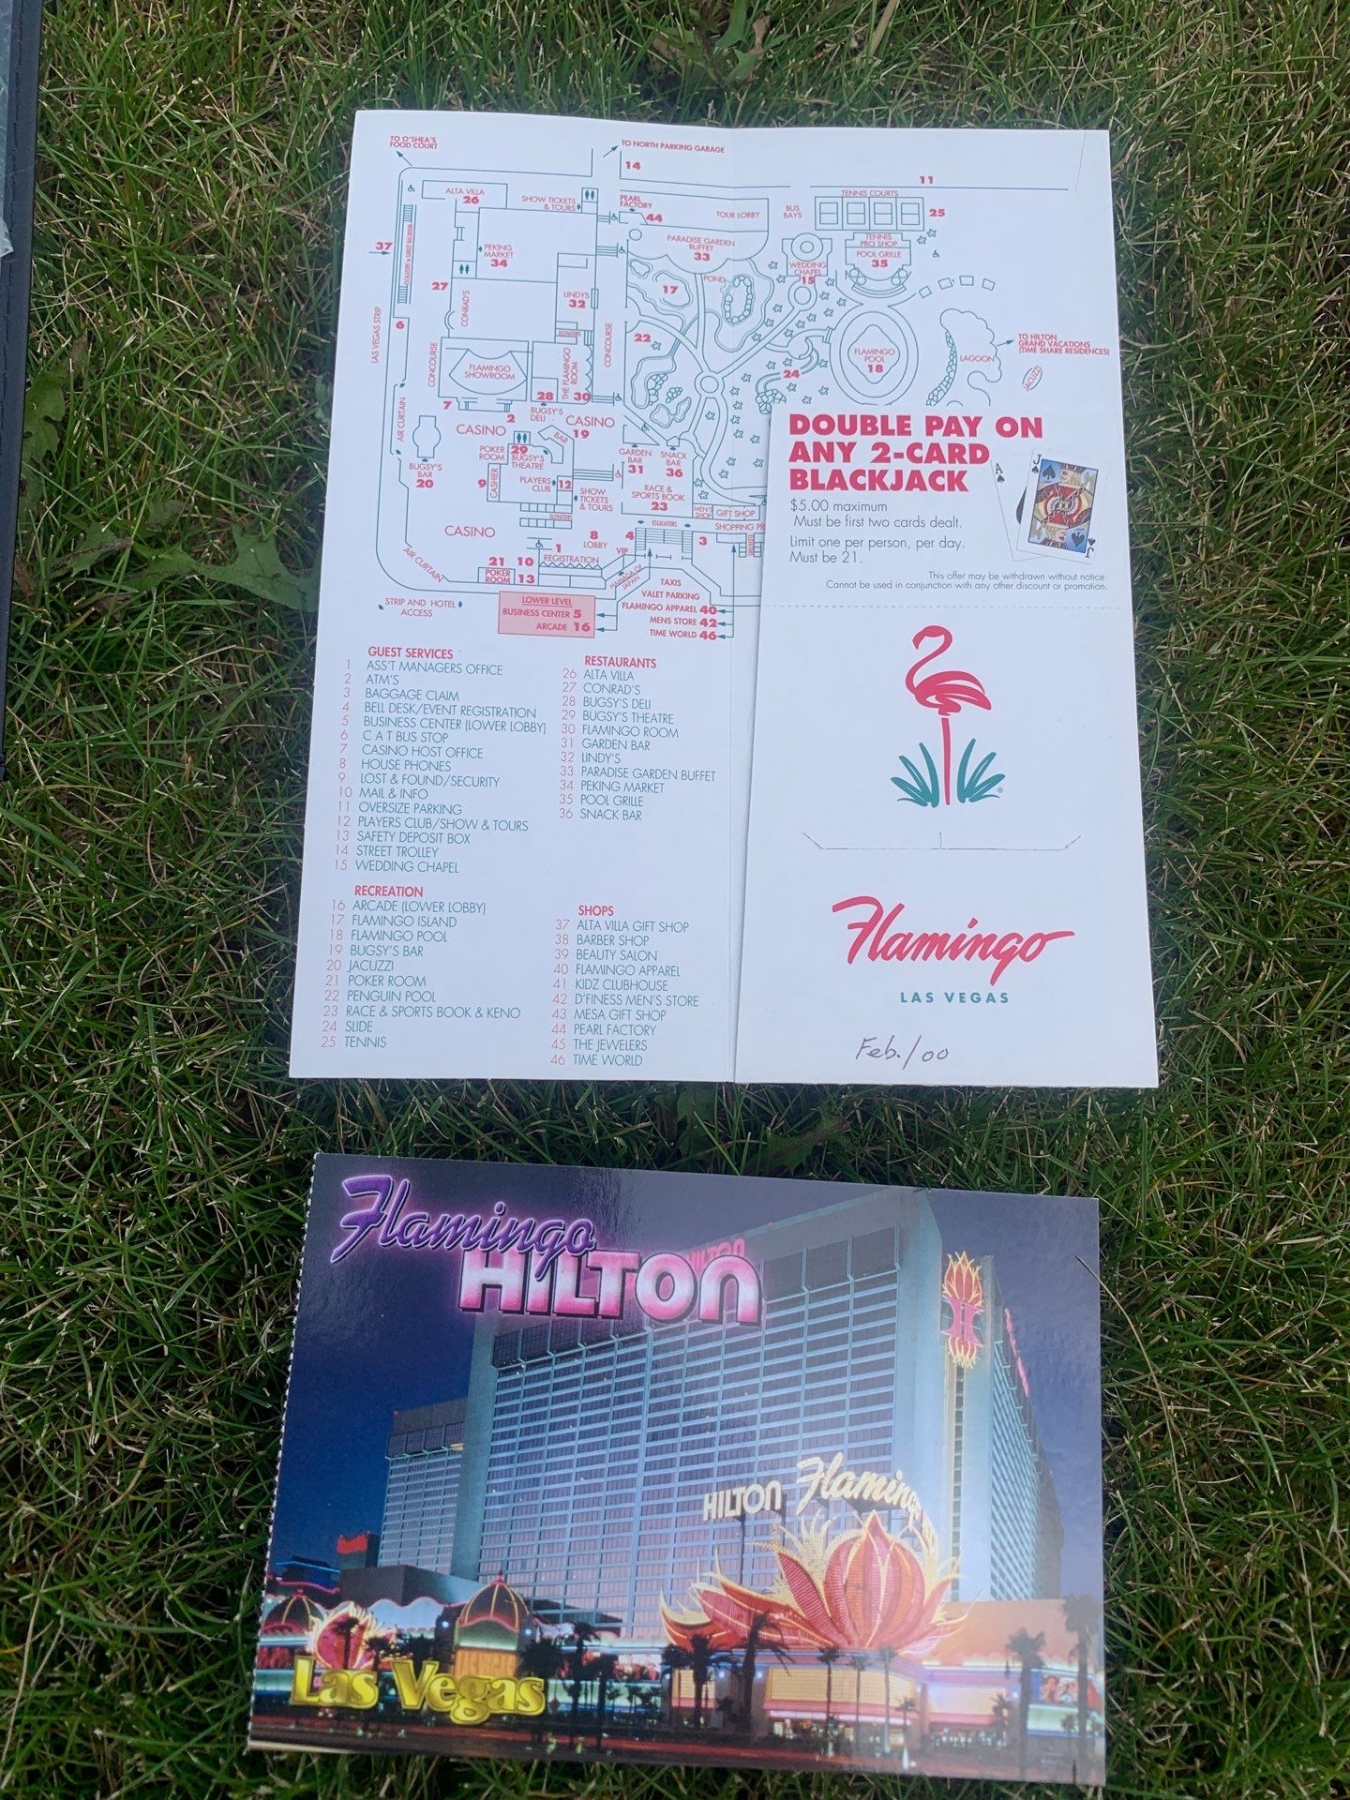 TO O'SHEA'S
FOOD COURT
TO NORTH PARKING GARAGE
14
11
ALTA VILLA
26
SHOW TICKETS
& TOURS
PEARL
FACTORY
44
TOUR LOBBY
BUS
BAYS
TENNIS COURTS
25
37
PEKING
MARKET
34
PARADISE GARDEN
BUFFET
33
WEDDING
CHAPEL
15
TENNIS
PRO SHOP
POOL GRILLE
35
27
CONRAD'S
LINDYS
32
17
POND
LAS VEGAS STRIP
6
CONCOURSE
CONCOURSE
22
FLAMINGO
SHOWROOM
THE FLAMINGO
ROOM
FLAMINGO
POOL
18
LAGOON
TO HILTON
GRAND VACATIONS
(TIME SHARE RESIDENCES)
24
28
30
7
2
BUGSY'S
DELI
CASINO
CASINO
19
AIR CURTAIN
BAR
POKER
ROOM
29
BUGSY'S
THEATRE
GARDEN
BAR
31
SNACK
BAR
36
BUGSY'S
BAR
20
9
CASHIER
PLAYERS
CLUB
12
SHOW
TICKETS
& TOURS
RACE &
SPORTS BOOK
23
MEN'S
SHOP
GIFT SHOP
ELEVATORS
ESCALATORS
SHOPPING PR
CASINO
8
LOBBY
4
3
AIR CURTAIN
1
REGISTRATION
VIP
21
10
POKER
ROOM
13
HANADA OF
JAPAN
TAXIS
VALET PARKING
STRIP AND HOTEL
ACCESS
LOWER LEVEL
BUSINESS CENTER 5
ARCADE 16
FLAMINGO APPAREL 40
MENS STORE 42
TIME WORLD 46
GUEST SERVICES
1 ASS'T MANAGERS OFFICE
2 ATM'S
3 BAGGAGE CLAIM
4 BELL DESK/EVENT REGISTRATION
5 BUSINESS CENTER (LOWER LOBBY)
6 C A T BUS STOP
7 CASINO HOST OFFICE
8 HOUSE PHONES
9 LOST & FOUND/SECURITY
10 MAIL & INFO
11 OVERSIZE PARKING
12 PLAYERS CLUB/SHOW & TOURS
13 SAFETY DEPOSIT BOX
14 STREET TROLLEY
15 WEDDING CHAPEL
RECREATION
16 ARCADE (LOWER LOBBY)
17 FLAMINGO ISLAND
18 FLAMINGO POOL
19 BUGSY'S BAR
20 JACUZZI
21 POKER ROOM
22 PENGUIN POOL
23 RACE & SPORTS BOOK & KENO
24 SLIDE
25 TENNIS
RESTAURANTS
26 ALTA VILLA
27 CONRAD'S
28 BUGSY'S DELI
29 BUGSY'S THEATRE
30 FLAMINGO ROOM
31 GARDEN BAR
32 LINDY'S
33 PARADISE GARDEN BUFFET
34 PEKING MARKET
35 POOL GRILLE
36 SNACK BAR
SHOPS
37 ALTA VILLA GIFT SHOP
38 BARBER SHOP
39 BEAUTY SALON
40 FLAMINGO APPAREL
41 KIDZ CLUBHOUSE
42 D'FINESS MEN'S STORE
43 MESA GIFT SHOP
44 PEARL FACTORY
45 THE JEWELERS
46 TIME WORLD
DOUBLE PAY ON
ANY 2-CARD
BLACKJACK
A
J
J
$5.00 maximum
Must be first two cards dealt.
Limit one per person, per day.
Must be 21.
This offer may be withdrawn without notice.
Cannot be used in conjunction with any other discount or promotion.
Flamingo
LAS VEGAS
Feb./00
Flamingo
HILTON
HILTON
HILTON Flaming
Las Vegas